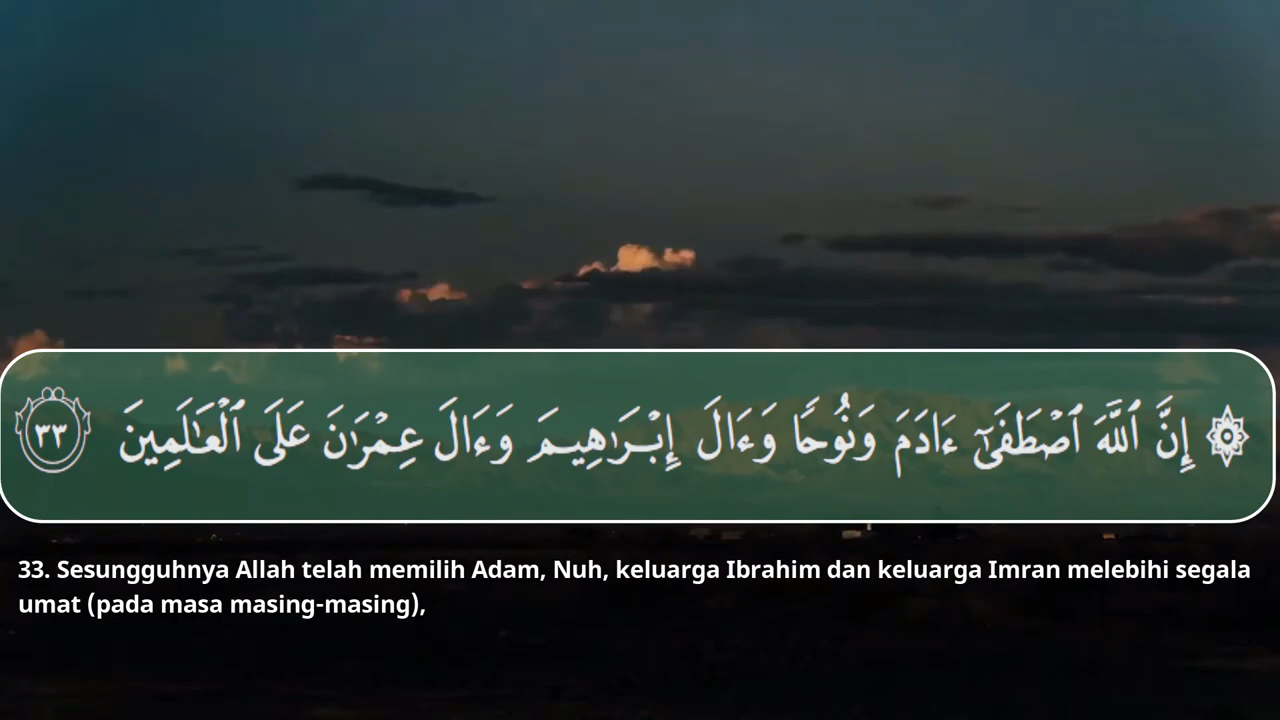 ۞ إِنَّ ٱللَّهَ ٱصْطَفَىٰٓ ءَادَمَ وَنُوحًا وَءَالَ إِبْرَٰهِيمَ وَءَالَ عِمْرَٰنَ عَلَى ٱلْعَـٰلَمِينَ ٣٣
33. Sesungguhnya Allah telah memilih Adam, Nuh, keluarga Ibrahim dan keluarga Imran melebihi segala
umat (pada masa masing-masing),